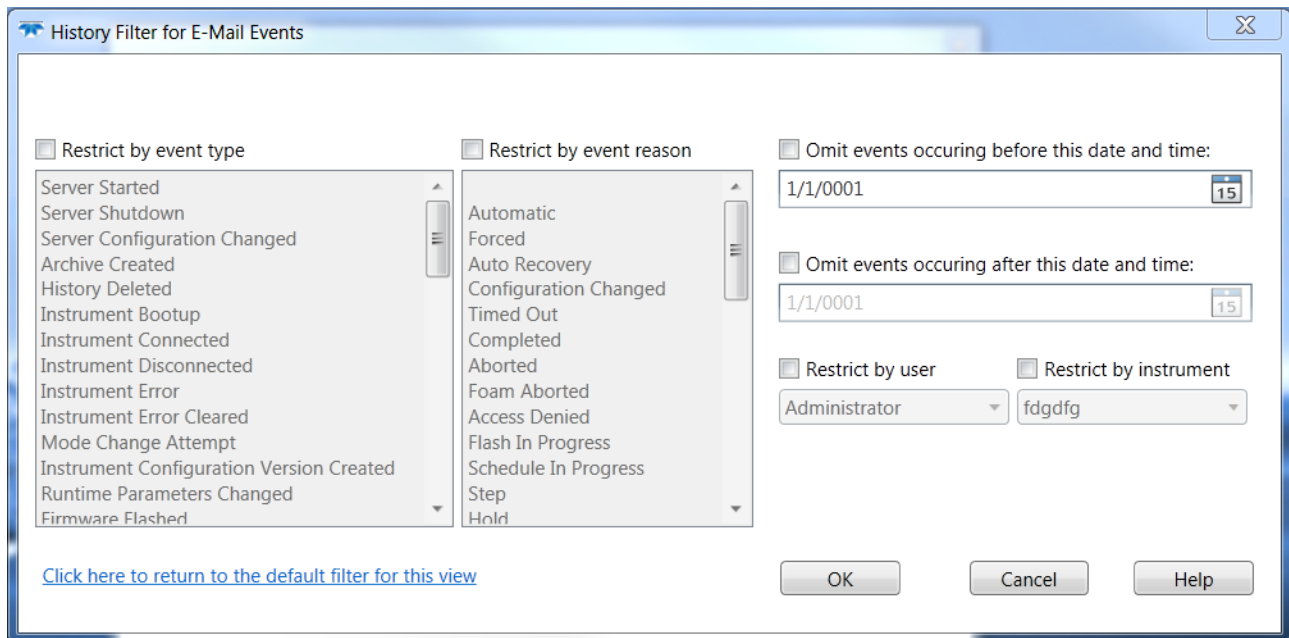 History Filter for E-Mail Events
Restrict by event type
Server Started
Server Shutdown
Server Configuration Changed
Archive Created
History Deleted
Instrument Bootup
Instrument Connected
Instrument Disconnected
Instrument Error
Instrument Error Cleared
Mode Change Attempt
Instrument Configuration Version Created
Runtime Parameters Changed
Firmware Flashed
Restrict by event reason
Automatic
Forced
Auto Recovery
Configuration Changed
Timed Out
Completed
Aborted
Foam Aborted
Access Denied
Flash In Progress
Schedule In Progress
Step
Hold
Omit events occuring before this date and time:
1/1/0001
15
Omit events occuring after this date and time:
1/1/0001
15
Restrict by user
Administrator
Restrict by instrument
fdgdfg
Click here to return to the default filter for this view
OK
Cancel
Help